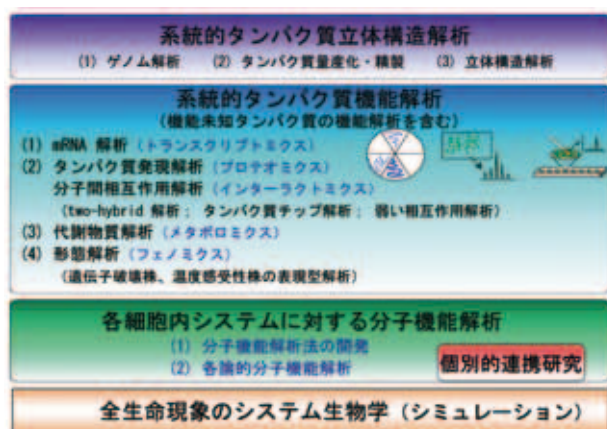 系統的タンパク質立体構造解析
(1) ゲノム解析 (2) タンパク質量産化・精製 (3) 立体構造解析
系統的タンパク質機能解析
(機能未知タンパク質の機能解析を含む)
(1) mRNA 解析 (トランスクリプトミクス)
(2) タンパク質発現解析 (プロテオミクス)
分子間相互作用解析 (インターラクトミクス)
(two-hybrid 解析; タンパク質チップ解析; 弱い相互作用解析)
(3) 代謝物質解析 (メタボロミクス)
(4) 形態解析 (フェノミクス)
(遺伝子破壊株、温度感受性株の表現型解析)
各細胞内システムに対する分子機能解析
(1) 分子機能解析法の開発
(2) 各論的分子機能解析
個別的連携研究
全生命現象のシステム生物学 (シミュレーション)